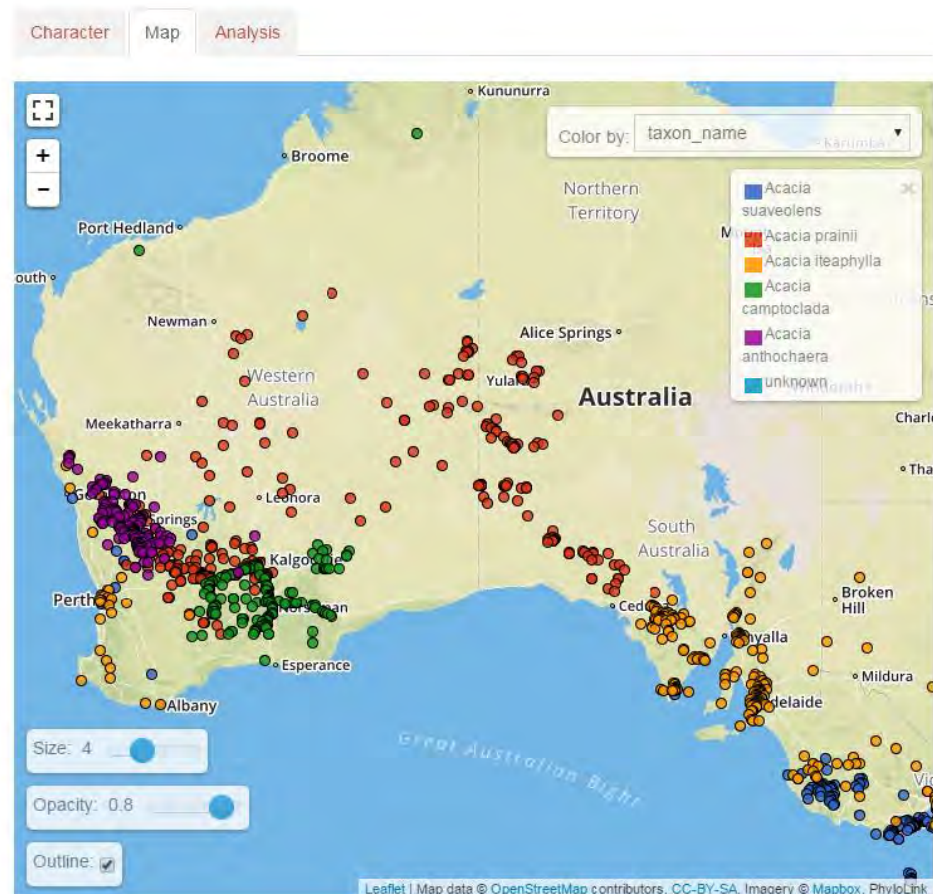 Character Map Analysis
Kununurra
+
−
Color by: taxon_name
Broome
Northern
Territory
Acacia
suaveolens
Acacia prainii
Acacia iteaphylla
Acacia
camptoclada
Acacia
anthochaera
unknown
Port Hedland
outh
Newman
Alice Springs
Western
Australia
Australia
Meekatharra
Charl
Tha
Leonora
South
Australia
Perth
Broken
Hill
Esperance
Mildura
Albany
Size: 4
Great Australian Bight
Opacity: 0.8
Outline:
Leaflet | Map data © OpenStreetMap contributors, CC-BY-SA, Imagery © Mapbox, PhyloLink